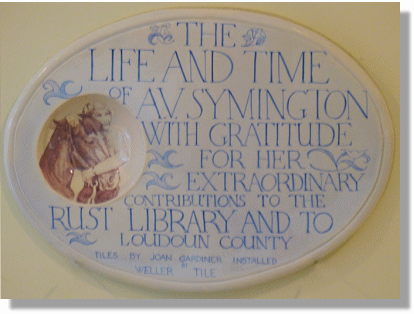 THE
LIFE AND TIME
OF A.V. SYMINGTON
WITH GRATITUDE
FOR HER
EXTRAORDINARY
CONTRIBUTIONS TO THE
RUST LIBRARY AND TO
LOUDOUN COUNTY
TILES BY JOAN GARDINER INSTALLED
BY
WELLER TILE